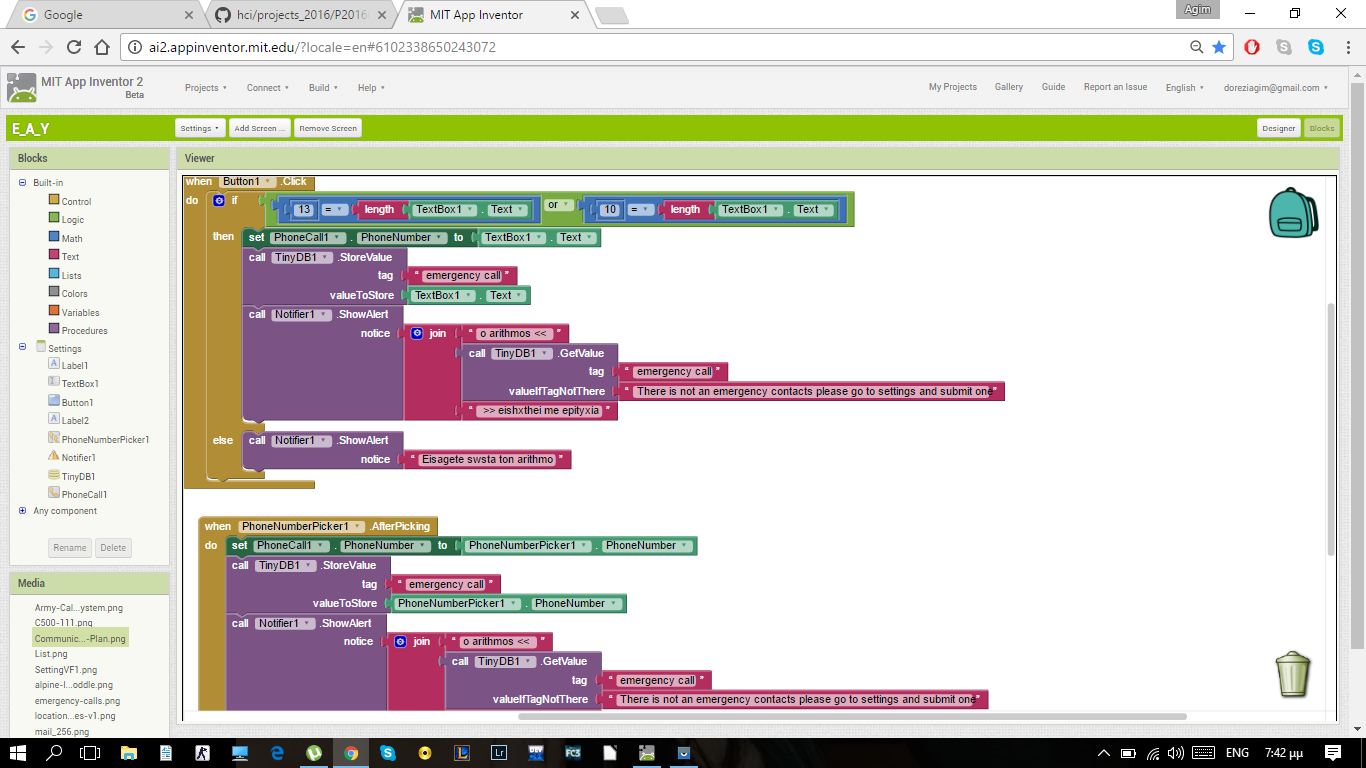 Google
hci/projects_2016/P2016
MIT App Inventor
Agim
ai2.appinventor.mit.edu/?locale=en#6102338650243072
MIT App Inventor 2
Beta
Projects
Connect
Build
Help
My Projects
Gallery
Guide
Report an Issue
English
doreziagim@gmail.com
E_A_Y
Settings
Add Screen ...
Remove Screen
Designer
Blocks
Blocks
Viewer
Built-in
Control
Logic
Math
Text
Lists
Colors
Variables
Procedures
Settings
Label1
TextBox1
Button1
Label2
PhoneNumberPicker1
Notifier1
TinyDB1
PhoneCall1
Any component
Rename
Delete
Media
Army-Cal...ystem.png
C500-111.png
Communic...-Plan.png
List.png
SettingVF1.png
alpine-l...oddle.png
emergency-calls.png
location...es-v1.png
mail_256.png
when Button1 .Click
do if 13 = length TextBox1 . Text or 10 = length TextBox1 . Text
then set PhoneCall1 . PhoneNumber to TextBox1 . Text
call TinyDB1 .StoreValue
tag " emergency call "
valueToStore TextBox1 . Text
call Notifier1 .ShowAlert
notice join " o arithmos << "
call TinyDB1 .GetValue
tag " emergency call "
valueIfTagNotThere " There is not an emergency contacts please go to settings and submit one "
" >> eishxthei me epityxia "
else call Notifier1 .ShowAlert
notice " Eisagete swsta ton arithmo "
when PhoneNumberPicker1 .AfterPicking
do set PhoneCall1 . PhoneNumber to PhoneNumberPicker1 . PhoneNumber
call TinyDB1 .StoreValue
tag " emergency call "
valueToStore PhoneNumberPicker1 . PhoneNumber
call Notifier1 .ShowAlert
notice join " o arithmos << "
call TinyDB1 .GetValue
tag " emergency call "
valueIfTagNotThere " There is not an emergency contacts please go to settings and submit one "
Lr
DEV
FC3
ENG
7:42 μμ